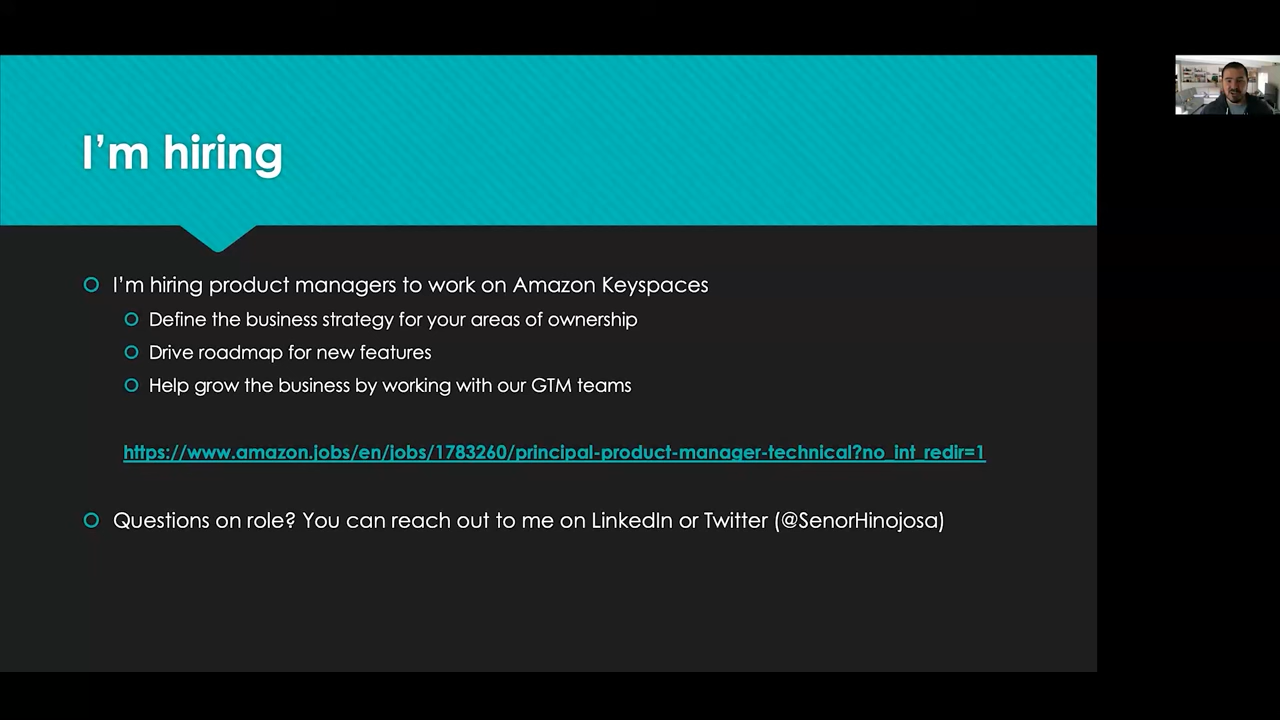 I’m hiring
I’m hiring product managers to work on Amazon Keyspaces
Define the business strategy for your areas of ownership
Drive roadmap for new features
Help grow the business by working with our GTM teams
https://www.amazon.jobs/en/jobs/1783260/principal-product-manager-technical?no_int_redir=1
Questions on role? You can reach out to me on LinkedIn or Twitter (@SenorHinojosa)